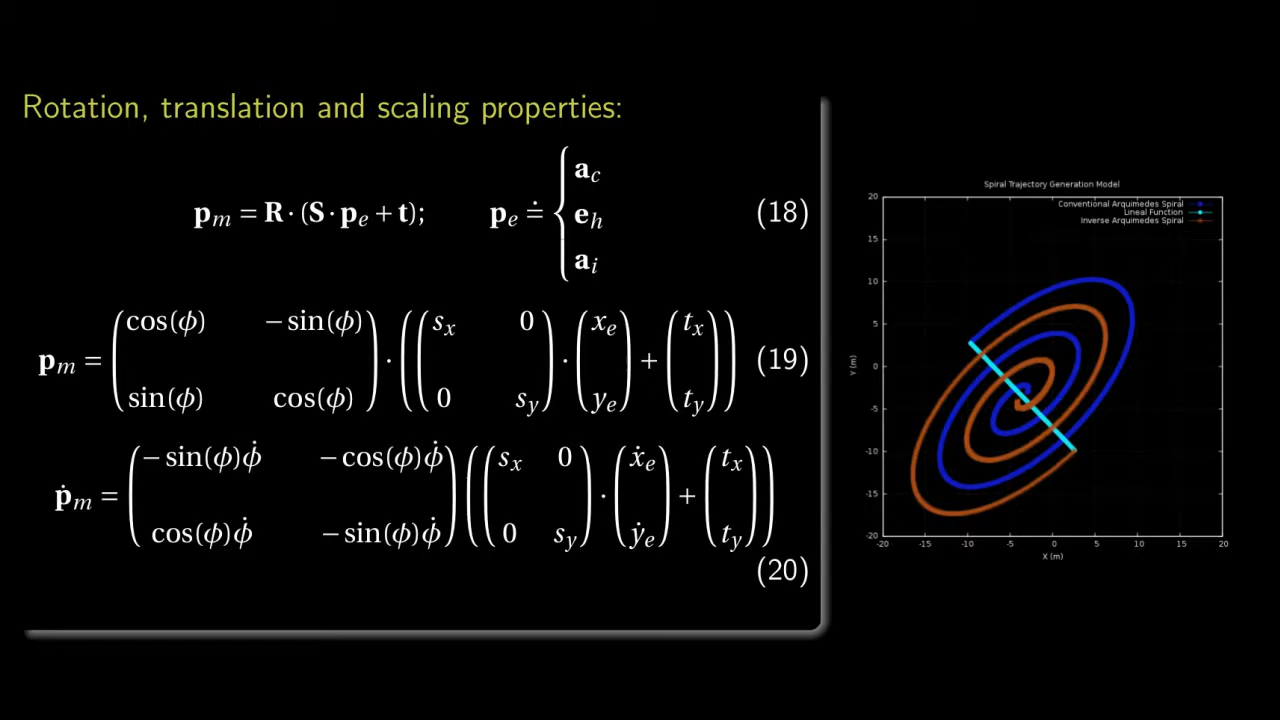 Rotation, translation and scaling properties:
p_m = R · (S · p_e + t);   p_e ≐ { a_c
e_h
a_i   (18)
p_m = ( cos(ϕ)  − sin(ϕ) ; sin(ϕ)  cos(ϕ) ) · ( ( s_x  0 ; 0  s_y ) · ( x_e ; y_e ) + ( t_x ; t_y ) )   (19)
ṗ_m = ( − sin(ϕ)ϕ̇  − cos(ϕ)ϕ̇ ; cos(ϕ)ϕ̇  − sin(ϕ)ϕ̇ ) ( ( s_x  0 ; 0  s_y ) · ( ẋ_e ; ẏ_e ) + ( t_x ; t_y ) )
(20)
Spiral Trajectory Generation Model
Conventional Arquimedes Spiral
Lineal Function
Inverse Arquimedes Spiral
20
15
10
5
0
-5
-10
-15
-20
Y (m)
-20 -15 -10 -5 0 5 10 15 20
X (m)